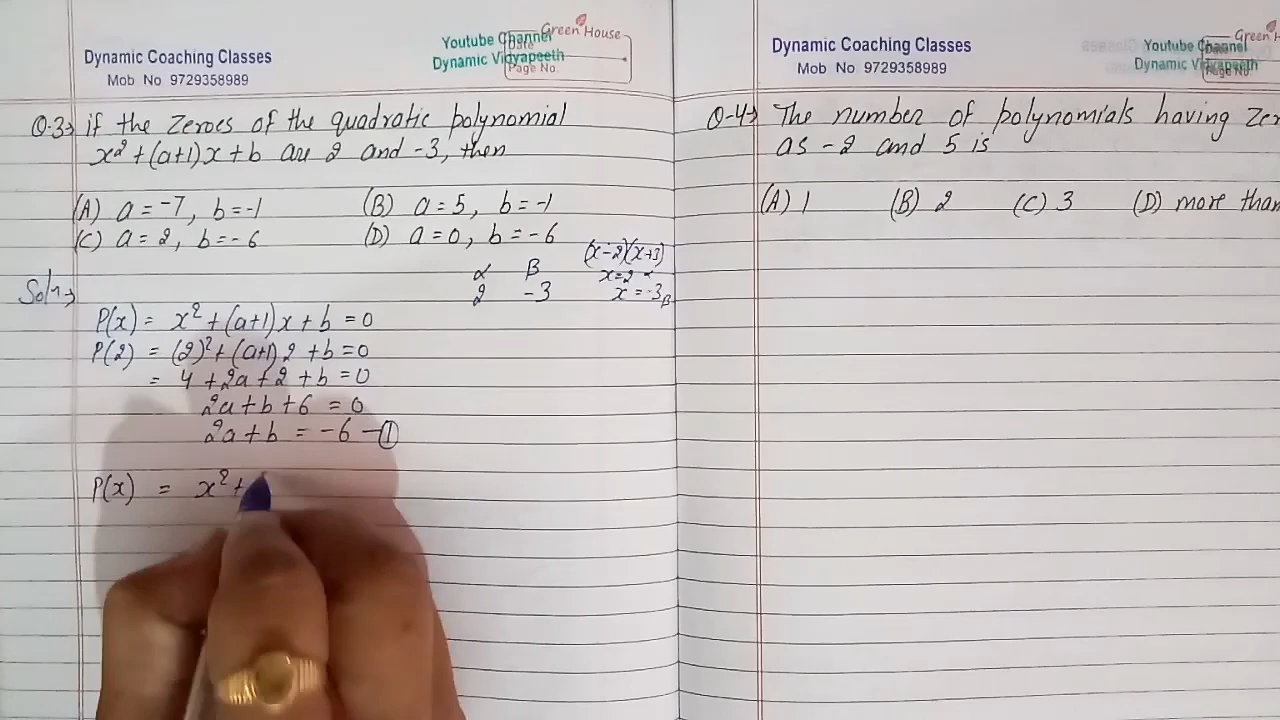 Dynamic Coaching Classes
Mob No 9729358989
Youtube Channel
Dynamic Vidyapeeth
Green House
Date
Page No.
Q-3⇒ if the zeroes of the quadratic polynomial
x²+(a+1)x+b are 2 and -3, then
(A) a=-7, b=-1 (B) a=5, b=-1
(C) a=2, b=-6 (D) a=0, b=-6
(x-2)(x+3)
α β x=2 α
2 -3 x=-3 β
Soln⇒
P(x) = x²+(a+1)x+b=0
P(2) = (2)²+(a+1)2+b=0
= 4+2a+2+b=0
2a+b+6=0
2a+b=-6-①
P(x) = x²+
Dynamic Coaching Classes
Mob No 9729358989
Youtube Channel
Dynamic Vidyapeeth
Green H
Page No.
Q-4⇒ The number of polynomials having zer
as -2 and 5 is
(A) 1 (B) 2 (C) 3 (D) more than